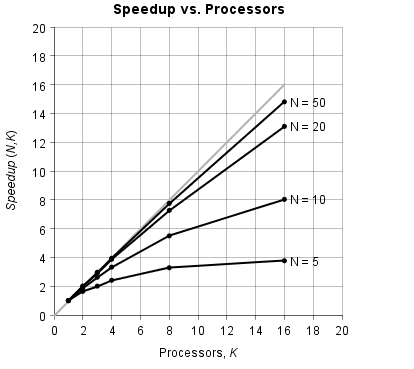 Speedup vs. Processors
20
18
16
14
12
10
8
6
4
2
0
Speedup (N,K)
N = 50
N = 20
N = 10
N = 5
0 2 4 6 8 10 12 14 16 18 20
Processors, K